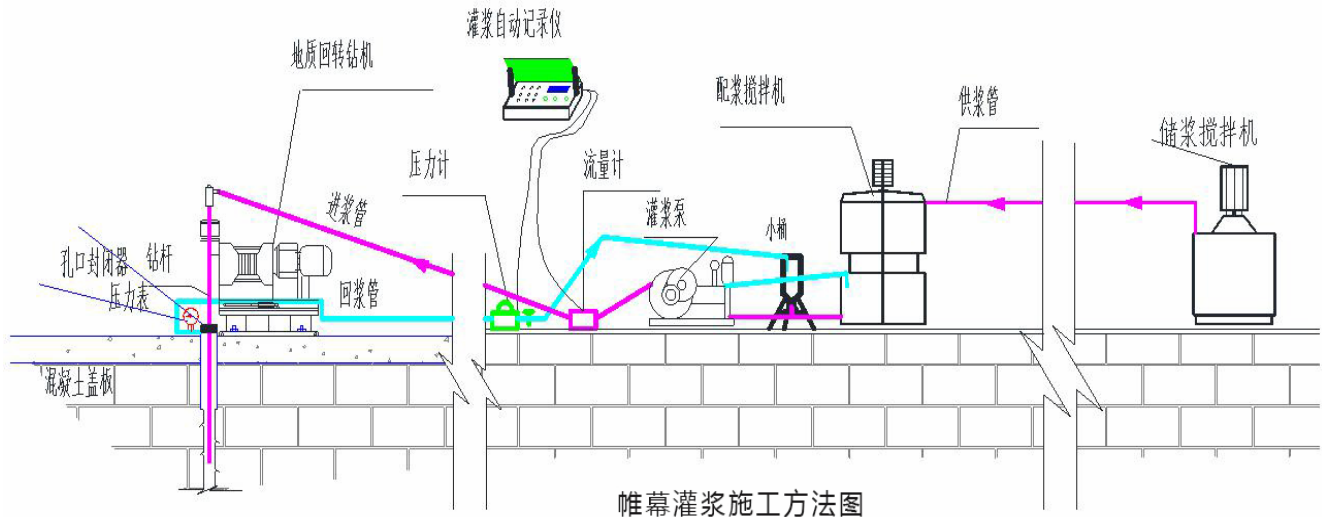 灌浆自动记录仪
地质回转钻机
配浆搅拌机
供浆管
储浆搅拌机
压力计
流量计
进浆管
灌浆泵
小桶
孔口封闭器
钻杆
压力表
回浆管
混凝土盖板
帷幕灌浆施工方法图